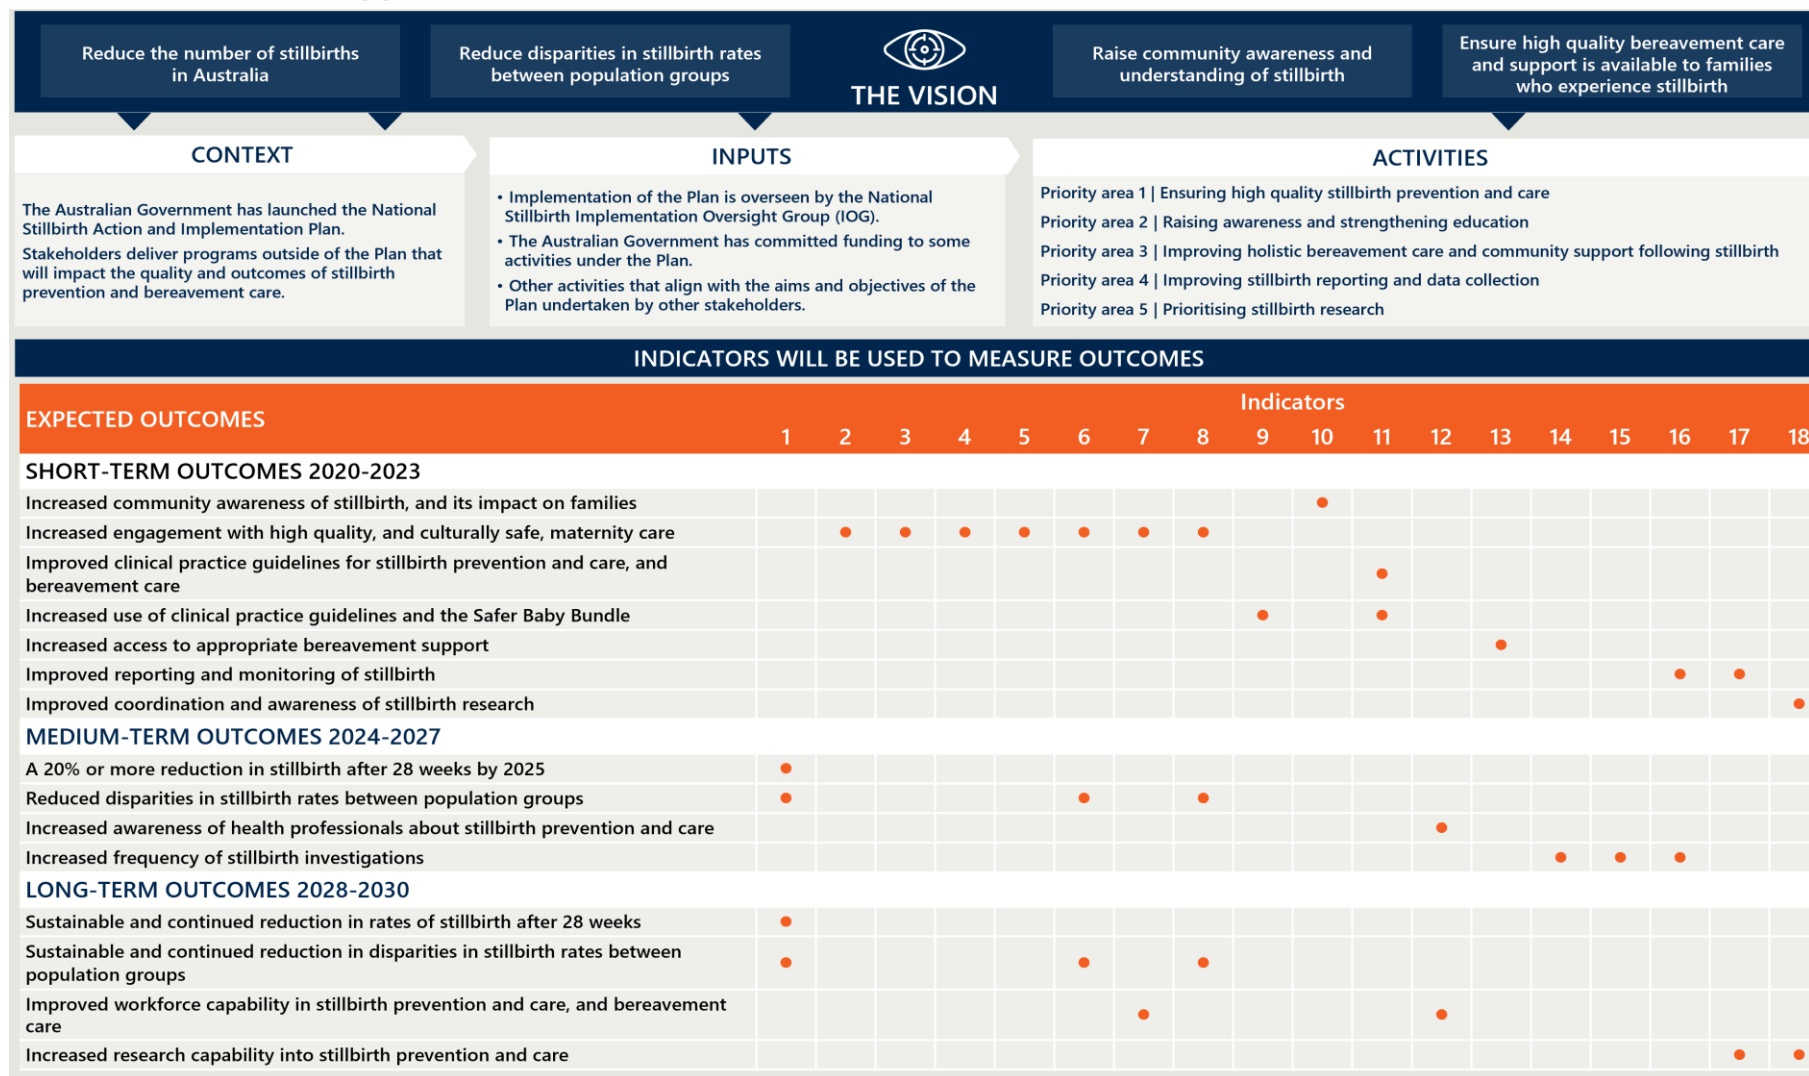 Reduce the number of stillbirths
in Australia
Reduce disparities in stillbirth rates
between population groups
THE VISION
Raise community awareness and
understanding of stillbirth
Ensure high quality bereavement care
and support is available to families
who experience stillbirth
CONTEXT
The Australian Government has launched the National
Stillbirth Action and Implementation Plan.
Stakeholders deliver programs outside of the Plan that
will impact the quality and outcomes of stillbirth
prevention and bereavement care.
INPUTS
• Implementation of the Plan is overseen by the National
Stillbirth Implementation Oversight Group (IOG).
• The Australian Government has committed funding to some
activities under the Plan.
• Other activities that align with the aims and objectives of the
Plan undertaken by other stakeholders.
ACTIVITIES
Priority area 1 | Ensuring high quality stillbirth prevention and care
Priority area 2 | Raising awareness and strengthening education
Priority area 3 | Improving holistic bereavement care and community support following stillbirth
Priority area 4 | Improving stillbirth reporting and data collection
Priority area 5 | Prioritising stillbirth research
INDICATORS WILL BE USED TO MEASURE OUTCOMES
EXPECTED OUTCOMES
Indicators
1 2 3 4 5 6 7 8 9 10 11 12 13 14 15 16 17 18
SHORT-TERM OUTCOMES 2020-2023
Increased community awareness of stillbirth, and its impact on families
Increased engagement with high quality, and culturally safe, maternity care
Improved clinical practice guidelines for stillbirth prevention and care, and
bereavement care
Increased use of clinical practice guidelines and the Safer Baby Bundle
Increased access to appropriate bereavement support
Improved reporting and monitoring of stillbirth
Improved coordination and awareness of stillbirth research
MEDIUM-TERM OUTCOMES 2024-2027
A 20% or more reduction in stillbirth after 28 weeks by 2025
Reduced disparities in stillbirth rates between population groups
Increased awareness of health professionals about stillbirth prevention and care
Increased frequency of stillbirth investigations
LONG-TERM OUTCOMES 2028-2030
Sustainable and continued reduction in rates of stillbirth after 28 weeks
Sustainable and continued reduction in disparities in stillbirth rates between
population groups
Improved workforce capability in stillbirth prevention and care, and bereavement
care
Increased research capability into stillbirth prevention and care